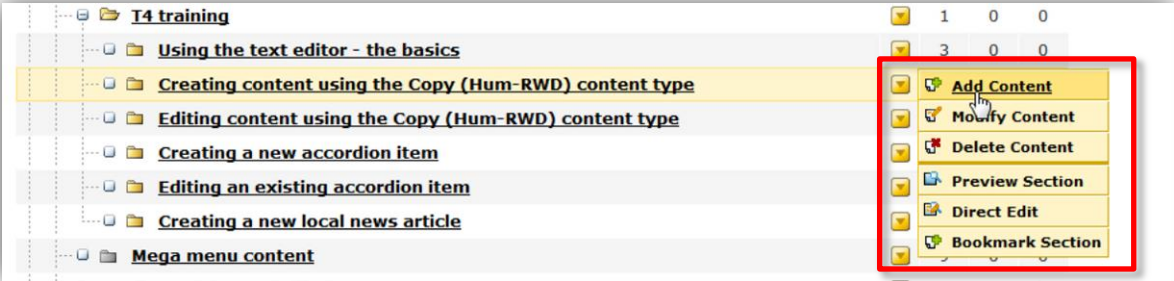 T4 training 1 0 0
Using the text editor - the basics 3 0 0
Creating content using the Copy (Hum-RWD) content type Add Content
Editing content using the Copy (Hum-RWD) content type Modify Content
Creating a new accordion item Delete Content
Editing an existing accordion item Preview Section
Creating a new local news article Direct Edit
Mega menu content Bookmark Section